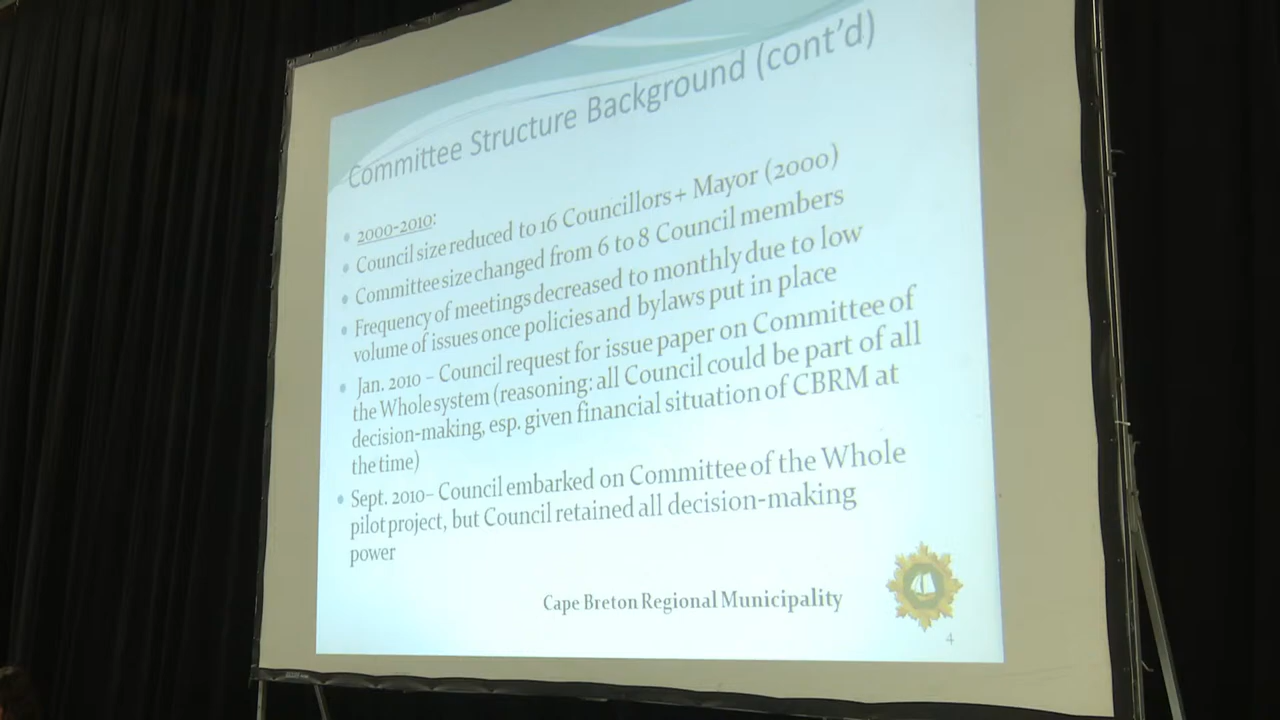 Committee Structure Background (cont'd)
• 2000-2010:
• Council size reduced to 16 Councillors + Mayor (2000)
• Committee size changed from 6 to 8 Council members
• Frequency of meetings decreased to monthly due to low
volume of issues once policies and bylaws put in place
• Jan. 2010 – Council request for issue paper on Committee of
the Whole system (reasoning: all Council could be part of all
decision-making, esp. given financial situation of CBRM at
the time)
• Sept. 2010– Council embarked on Committee of the Whole
pilot project, but Council retained all decision-making
power
Cape Breton Regional Municipality
4